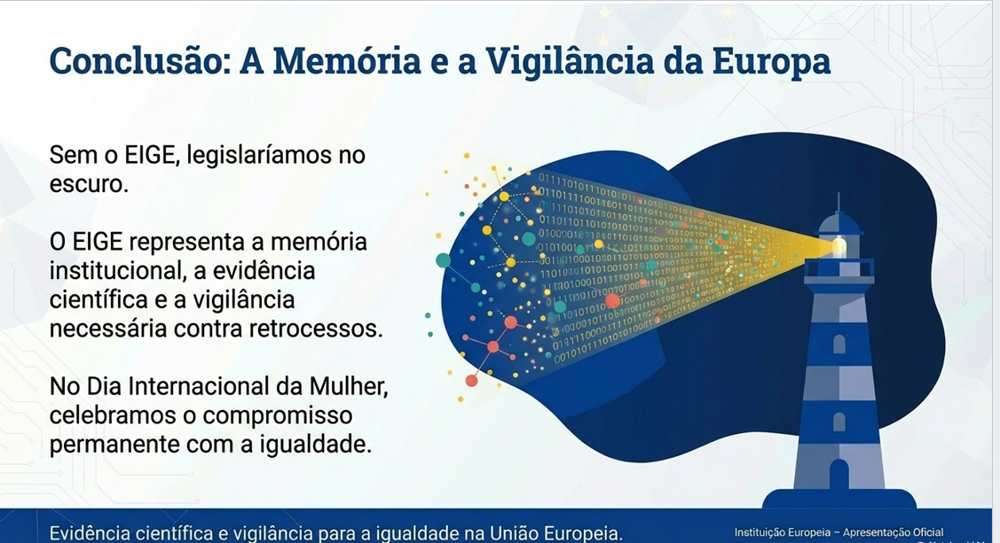 Conclusão: A Memória e a Vigilância da Europa
Sem o EIGE, legislaríamos no
escuro.
O EIGE representa a memória
institucional, a evidência
científica e a vigilância
necessária contra retrocessos.
No Dia Internacional da Mulher,
celebramos o compromisso
permanente com a igualdade.
Evidência científica e vigilância para a igualdade na União Europeia.
Instituição Europeia – Apresentação Oficial